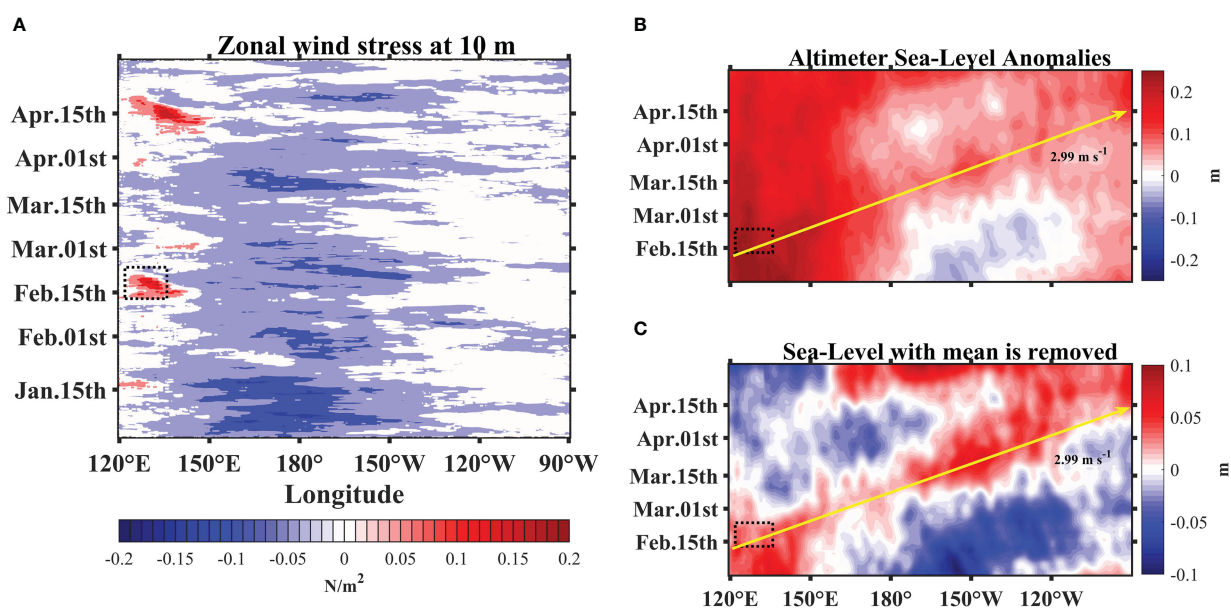 A
Zonal wind stress at 10 m
Apr.15th
Apr.01st
Mar.15th
Mar.01st
Feb.15th
Feb.01st
Jan.15th
120°E 150°E 180° 150°W 120°W 90°W
Longitude
-0.2 -0.15 -0.1 -0.05 0 0.05 0.1 0.15 0.2
N/m²
B
Altimeter Sea-Level Anomalies
Apr.15th
Apr.01st
Mar.15th
Mar.01st
Feb.15th
2.99 m s⁻¹
120°E 150°E 180° 150°W 120°W
0.2
0.1
0
-0.1
-0.2
m
C
Sea-Level with mean is removed
Apr.15th
Apr.01st
Mar.15th
Mar.01st
Feb.15th
2.99 m s⁻¹
120°E 150°E 180° 150°W 120°W
0.1
0.05
0
-0.05
-0.1
m